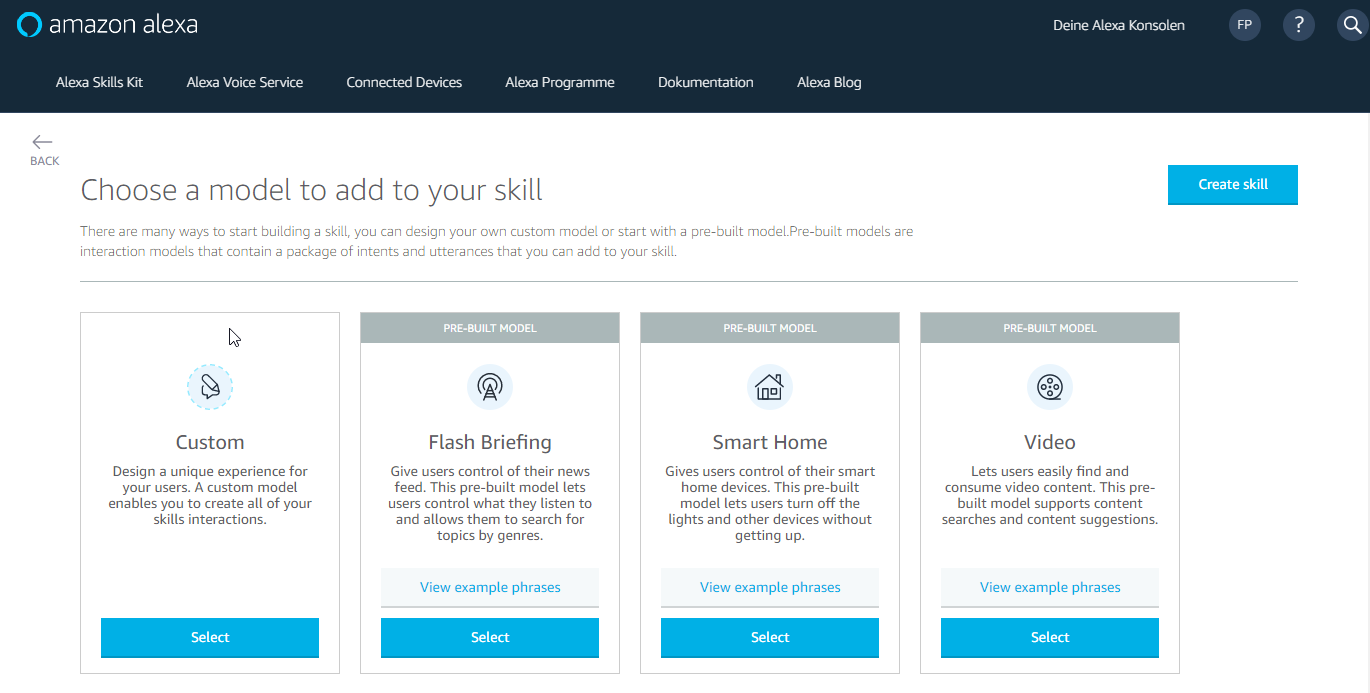 amazon alexa
Deine Alexa Konsolen
FP
?
Alexa Skills Kit
Alexa Voice Service
Connected Devices
Alexa Programme
Dokumentation
Alexa Blog
BACK
Choose a model to add to your skill
Create skill
There are many ways to start building a skill, you can design your own custom model or start with a pre-built model.Pre-built models are
interaction models that contain a package of intents and utterances that you can add to your skill.
Custom
Design a unique experience for
your users. A custom model
enables you to create all of your
skills interactions.
Select
PRE-BUILT MODEL
Flash Briefing
Give users control of their news
feed. This pre-built model lets
users control what they listen to
and allows them to search for
topics by genres.
View example phrases
Select
PRE-BUILT MODEL
Smart Home
Gives users control of their smart
home devices. This pre-built
model lets users turn off the
lights and other devices without
getting up.
View example phrases
Select
PRE-BUILT MODEL
Video
Lets users easily find and
consume video content. This pre-
built model supports content
searches and content suggestions.
View example phrases
Select